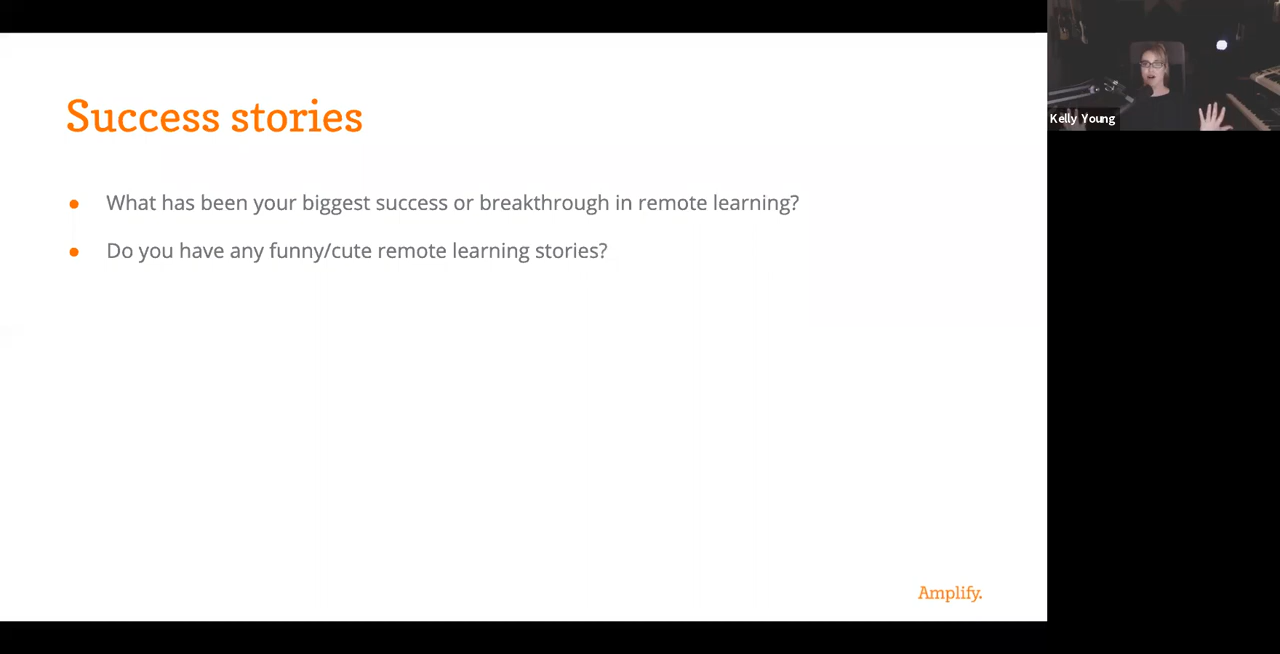 Success stories
What has been your biggest success or breakthrough in remote learning?
Do you have any funny/cute remote learning stories?
Amplify.
Kelly Young